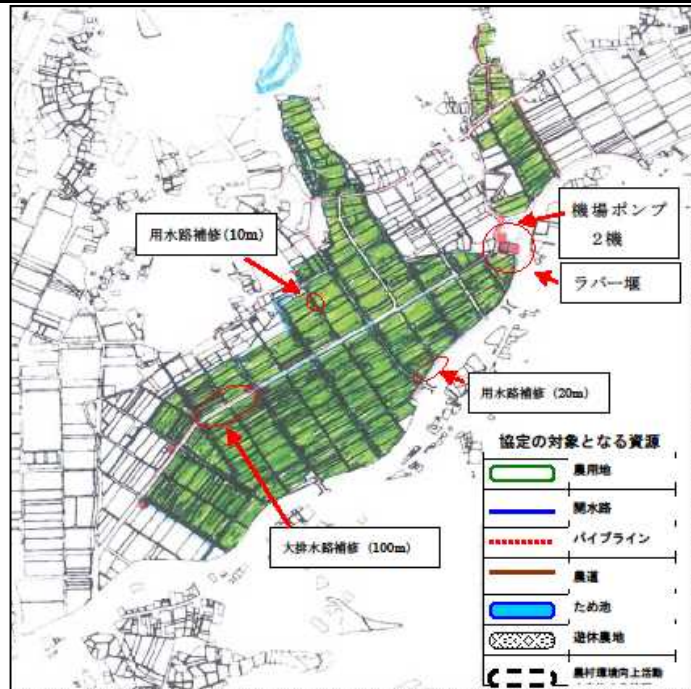 機場ポンプ
2機
用水路補修(10m)
ラバー堰
用水路補修(20m)
大排水路補修(100m)
協定の対象となる資源
農用地
開水路
パイプライン
農道
ため池
遊休農地
農村環境向上活動